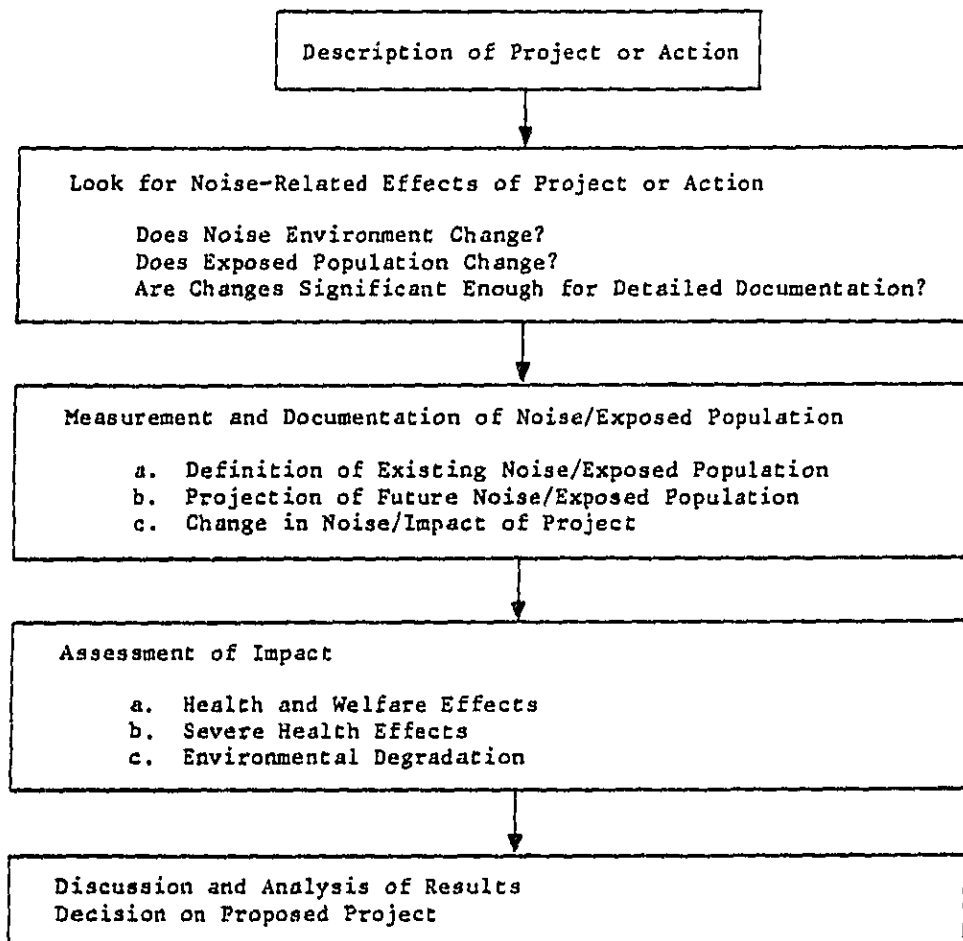 Description of Project or Action
Look for Noise-Related Effects of Project or Action
Does Noise Environment Change?
Does Exposed Population Change?
Are Changes Significant Enough for Detailed Documentation?
Measurement and Documentation of Noise/Exposed Population
a. Definition of Existing Noise/Exposed Population
b. Projection of Future Noise/Exposed Population
c. Change in Noise/Impact of Project
Assessment of Impact
a. Health and Welfare Effects
b. Severe Health Effects
c. Environmental Degradation
Discussion and Analysis of Results
Decision on Proposed Project